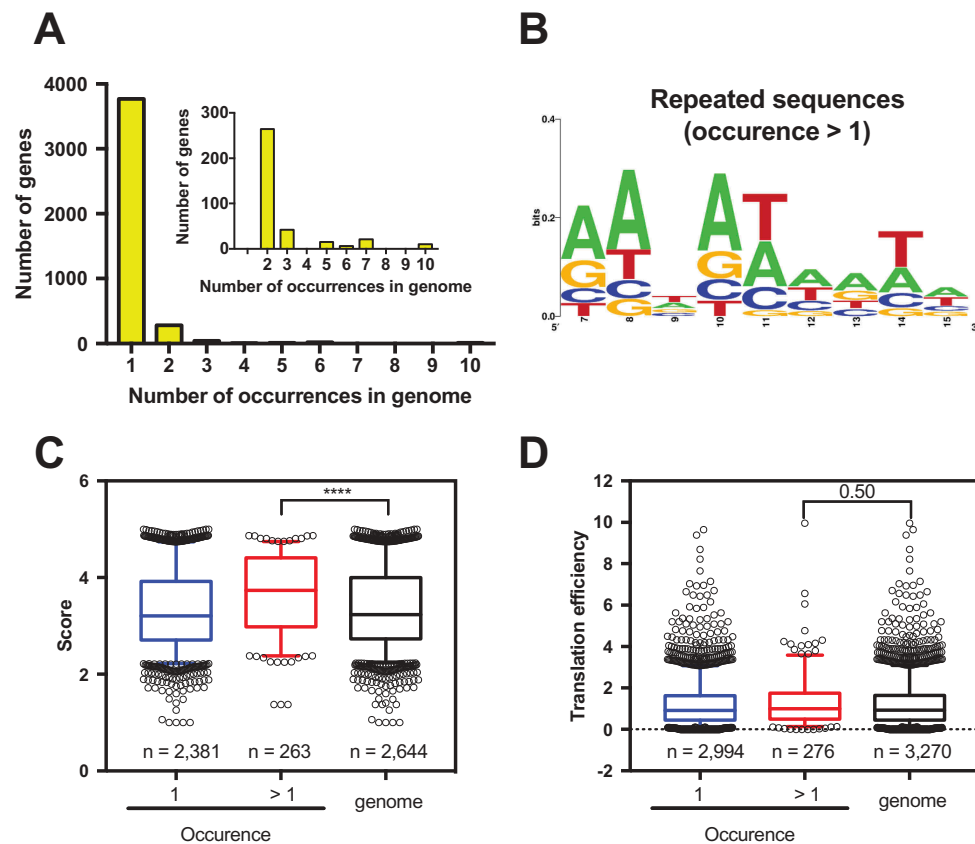 A
4000
3000
2000
1000
0
Number of genes
1 2 3 4 5 6 7 8 9 10
Number of occurrences in genome
300
200
100
0
Number of genes
2 3 4 5 6 7 8 9 10
Number of occurrences in genome
B
Repeated sequences
(occurence > 1)
0.4
0.2
0.0
bits
A G C T
A T C G
T A G C
A G C T
T A C G
A T C G
A G T C
T A C G
A T C G
5′
7 8 9 10 11 12 13 14 15
3
C
6
4
2
0
Score
****
n = 2,381
n = 263
n = 2,644
1
> 1
genome
Occurence
D
12
10
8
6
4
2
0
-2
Translation efficiency
0.50
n = 2,994
n = 276
n = 3,270
1
> 1
genome
Occurence